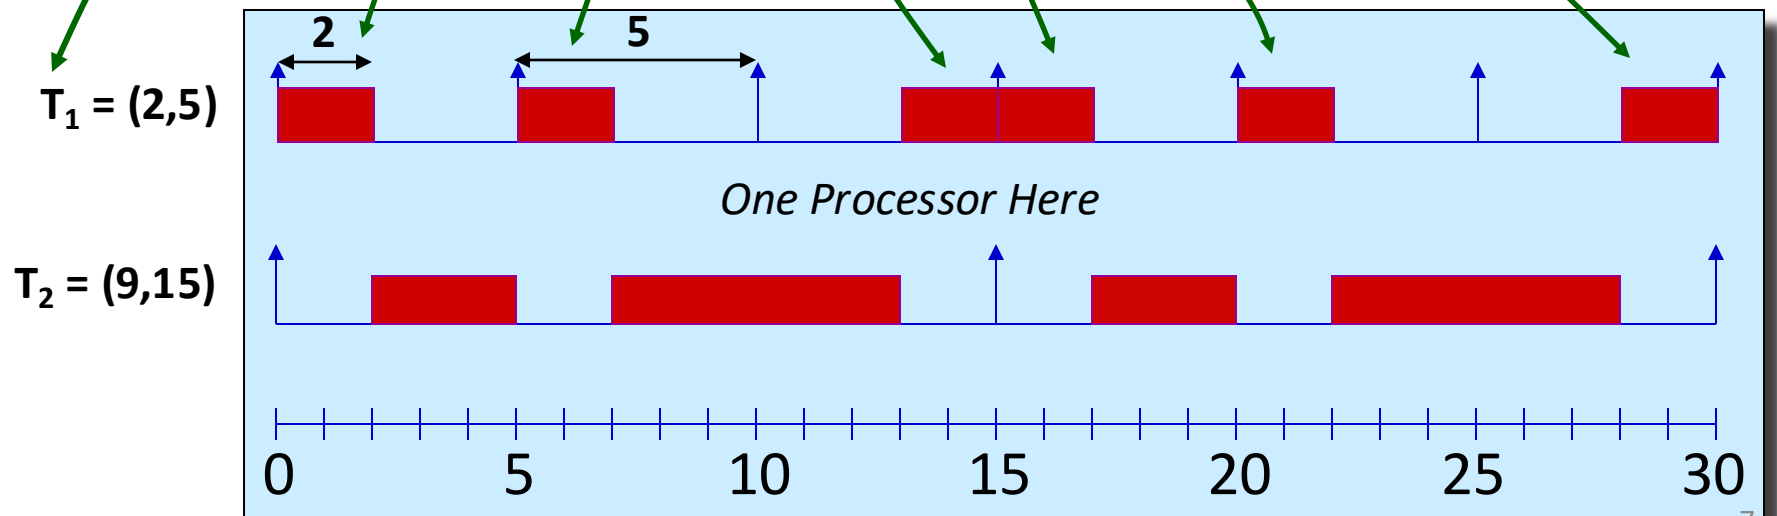 2 5
T₁ = (2,5)
One Processor Here
T₂ = (9,15)
0 5 10 15 20 25 30